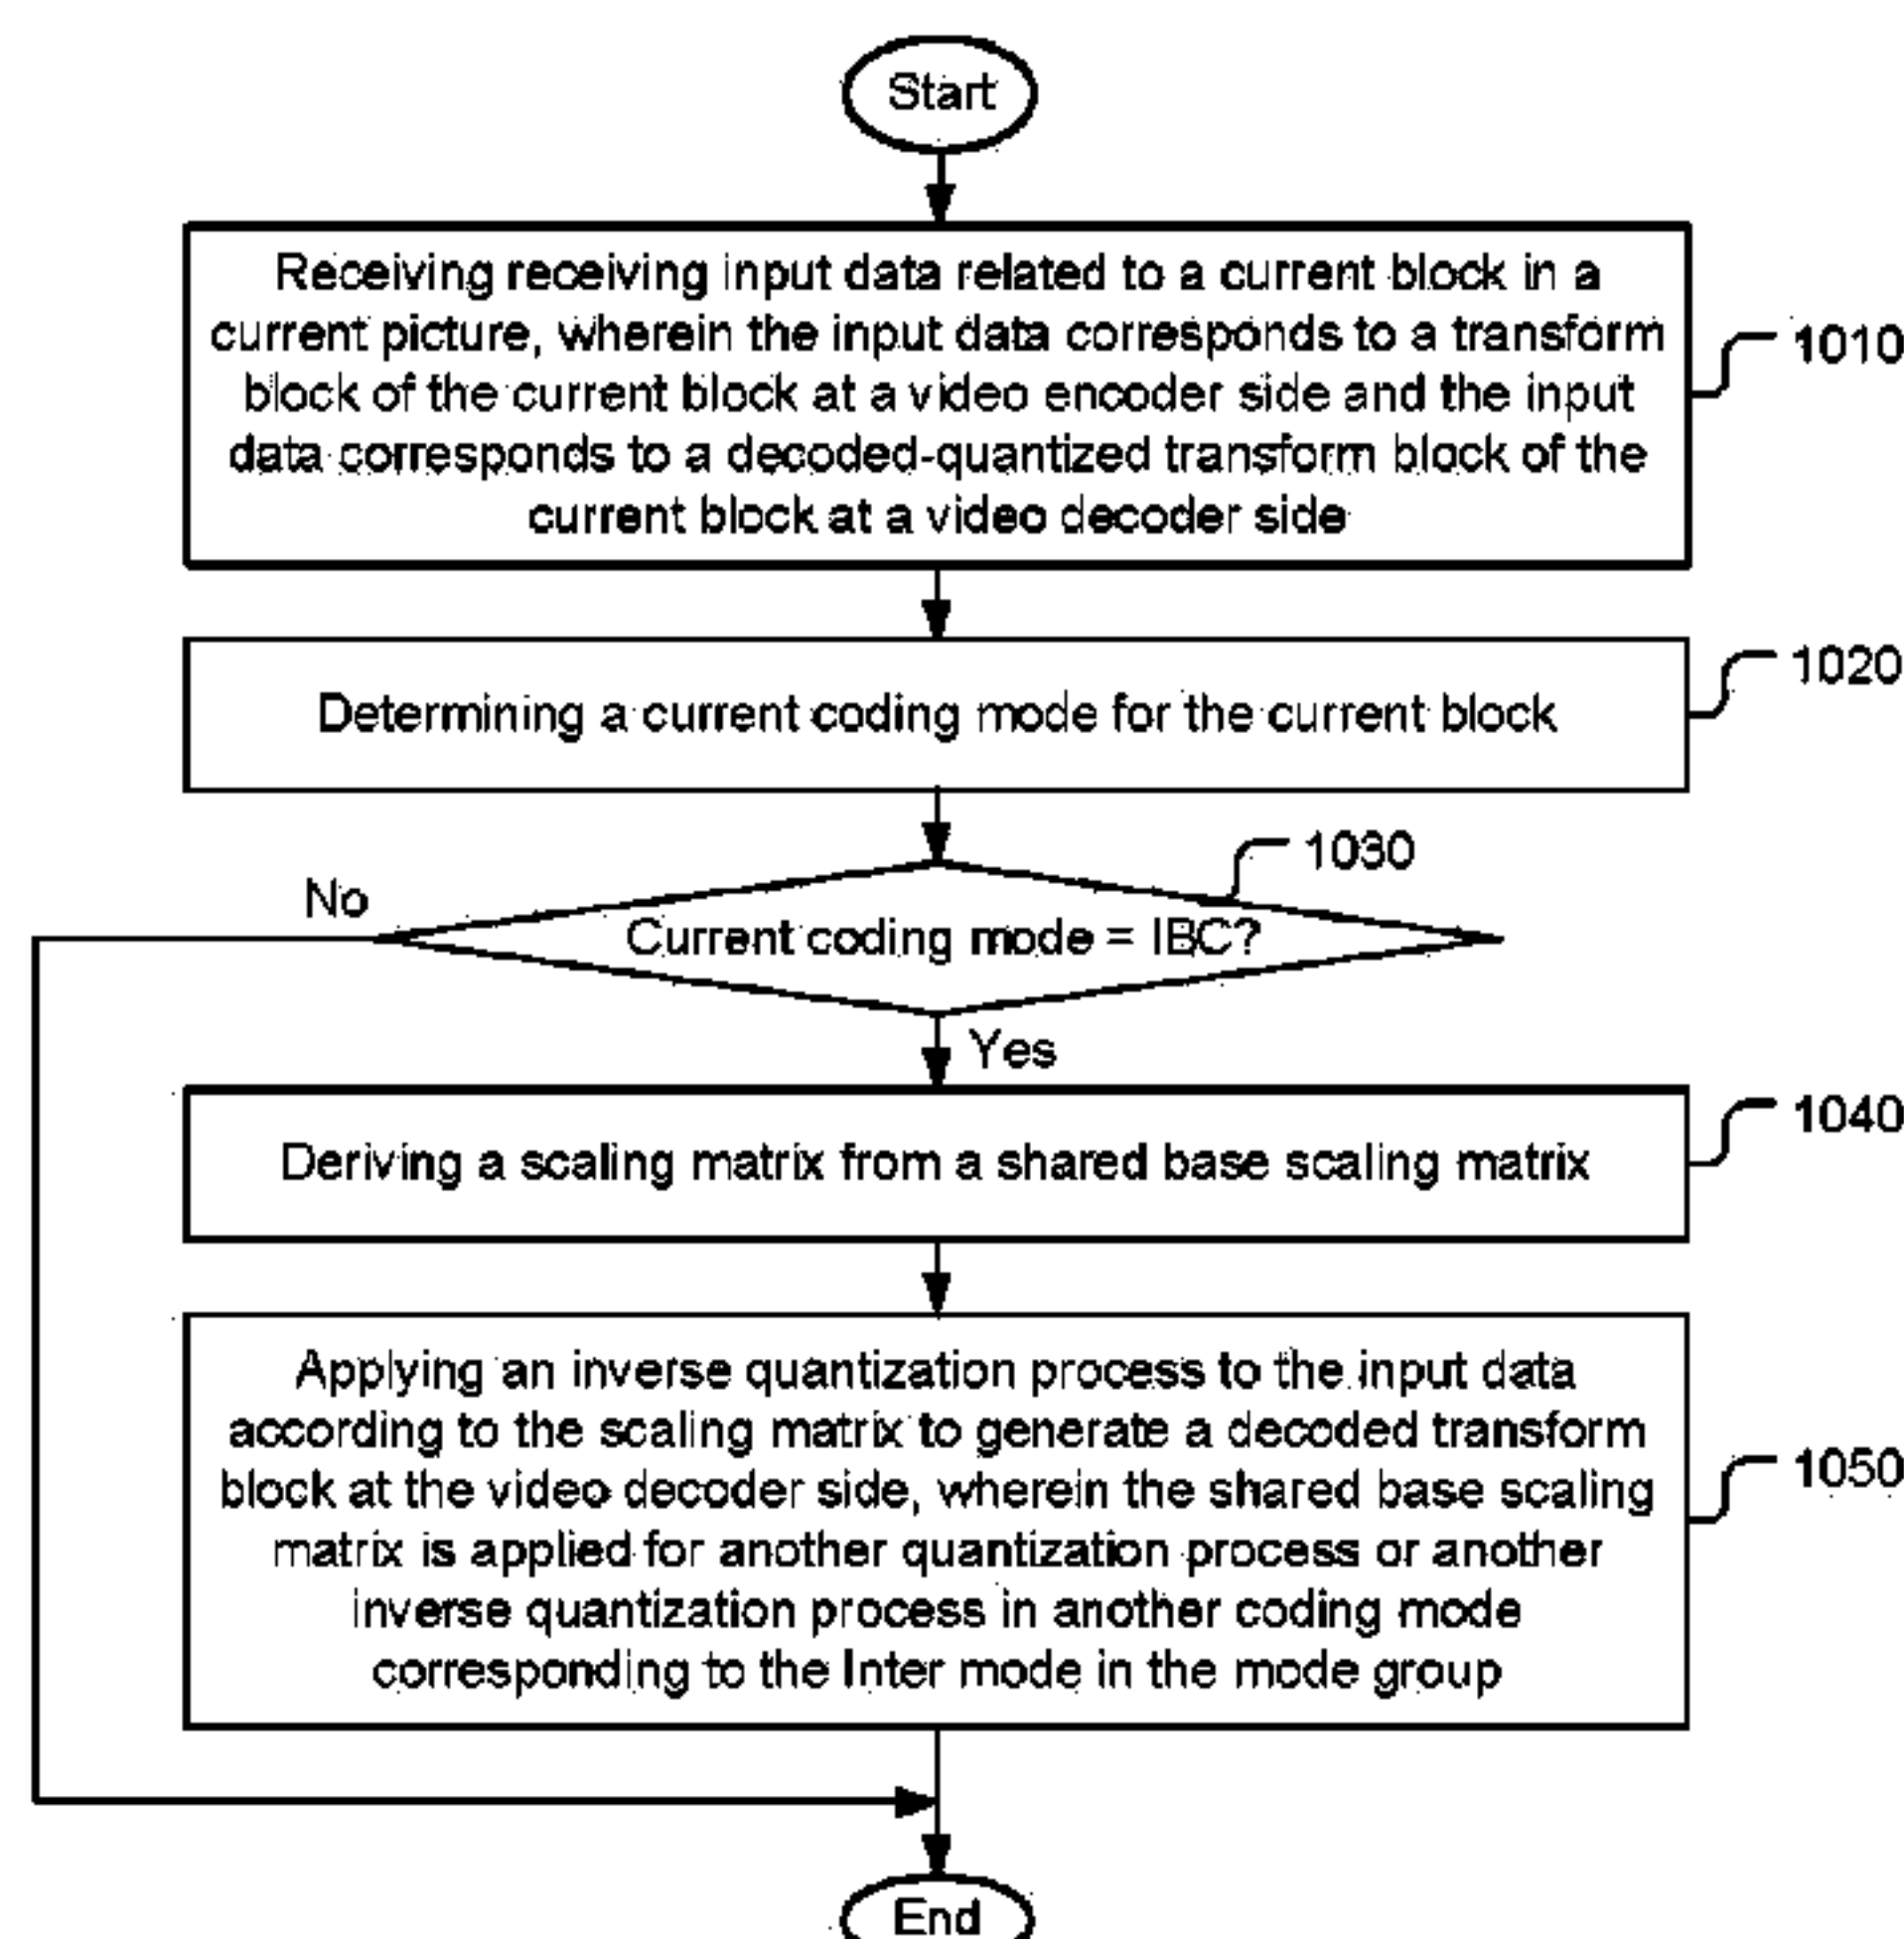 Start
Receiving receiving input data related to a current block in a
current picture, wherein the input data corresponds to a transform
block of the current block at a video encoder side and the input
data corresponds to a decoded-quantized transform block of the
current block at a video decoder side
1010
Determining a current coding mode for the current block
1020
1030
No
Current coding mode = IBC?
Yes
Deriving a scaling matrix from a shared base scaling matrix
1040
Applying an inverse quantization process to the input data
according to the scaling matrix to generate a decoded transform
block at the video decoder side, wherein the shared base scaling
matrix is applied for another quantization process or another
inverse quantization process in another coding mode
corresponding to the Inter mode in the mode group
1050
End